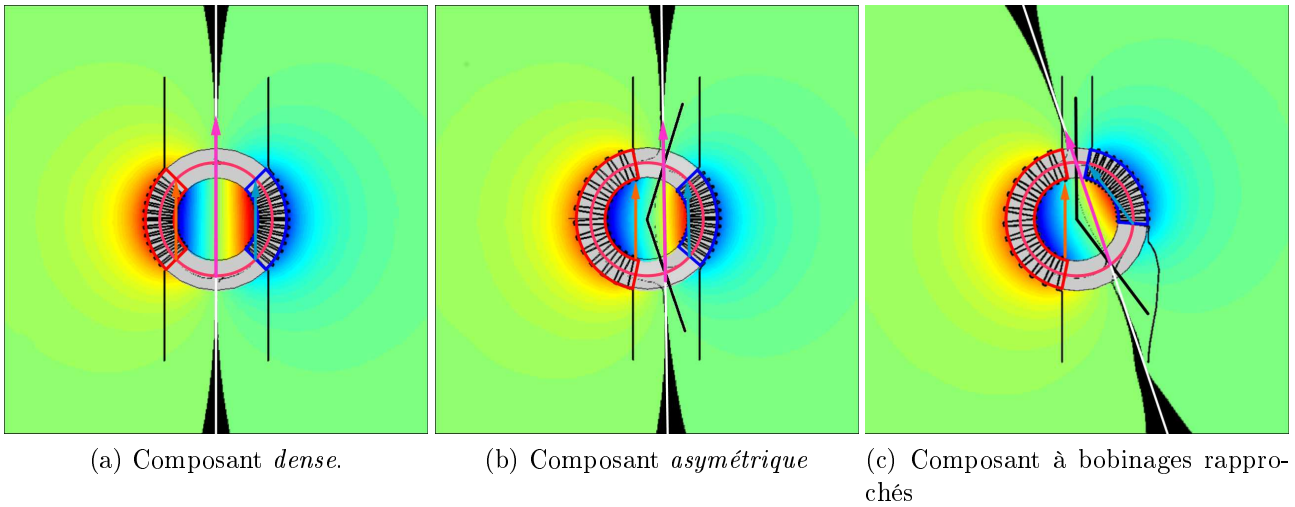 (a) Composant dense.
(b) Composant asymétrique
(c) Composant à bobinages rappro-
chés